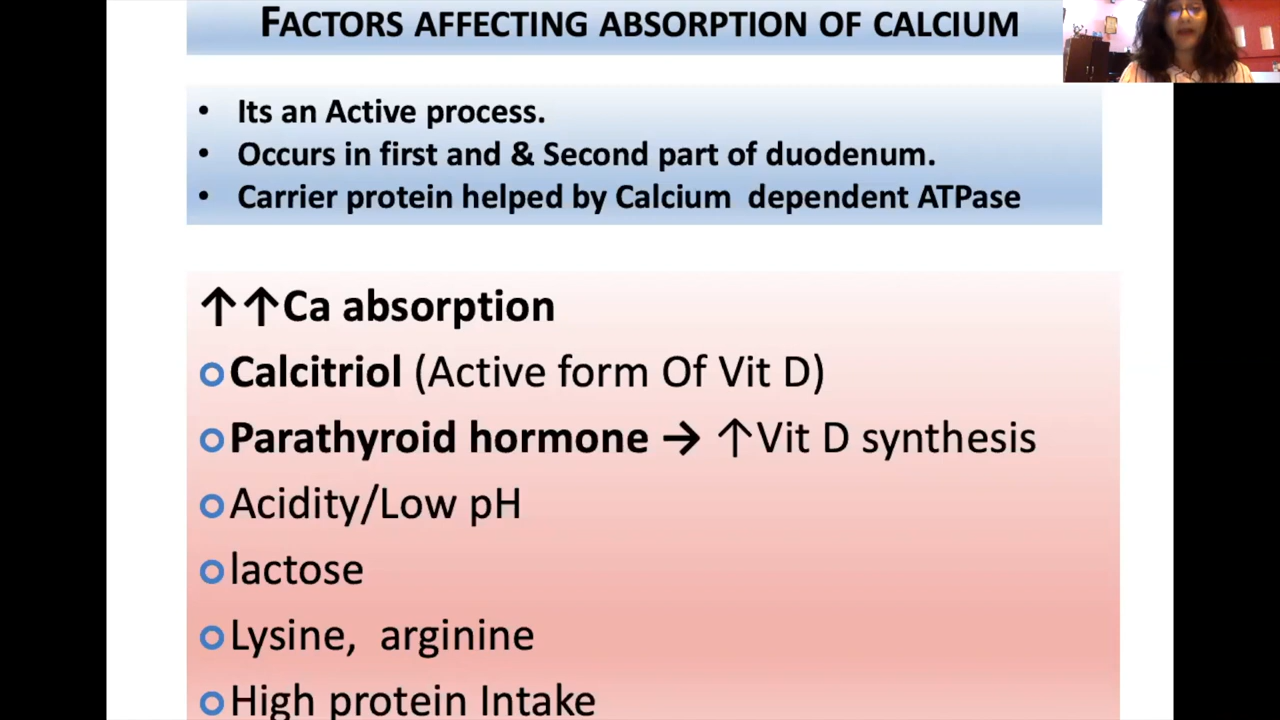 FACTORS AFFECTING ABSORPTION OF CALCIUM
• Its an Active process.
• Occurs in first and & Second part of duodenum.
• Carrier protein helped by Calcium dependent ATPase
↑↑Ca absorption
Calcitriol (Active form Of Vit D)
Parathyroid hormone → ↑Vit D synthesis
Acidity/Low pH
lactose
Lysine, arginine
High protein Intake